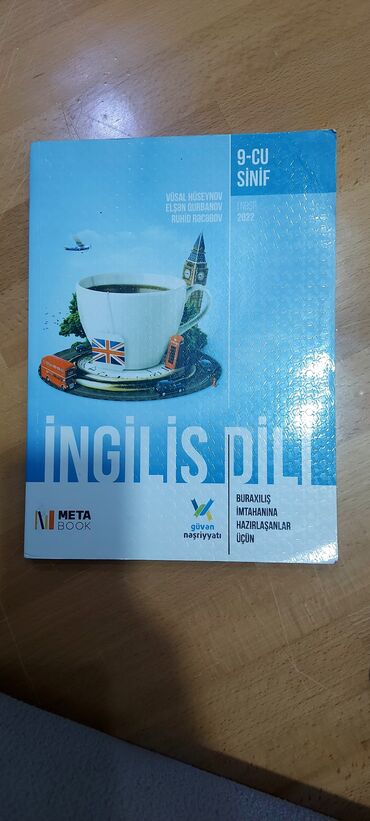 9-CU
SİNİF
VÜSAL HÜSEYNOV
ELŞƏN QURBANOV
RUHİD RƏCƏBOV
2022
İNGİLİS DİLİ
META
BOOK
güvən
nəşriyyatı
BURAXILIŞ
İMTAHANINA
HAZIRLAŞANLAR
ÜÇÜN